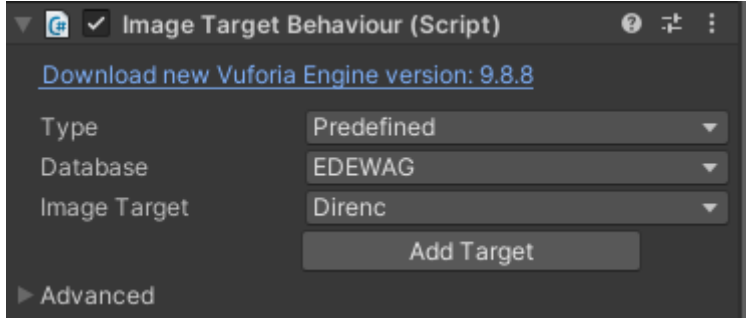 Image Target Behaviour (Script)
Download new Vuforia Engine version: 9.8.8
Type Predefined
Database EDEWAG
Image Target Direnc
Add Target
Advanced